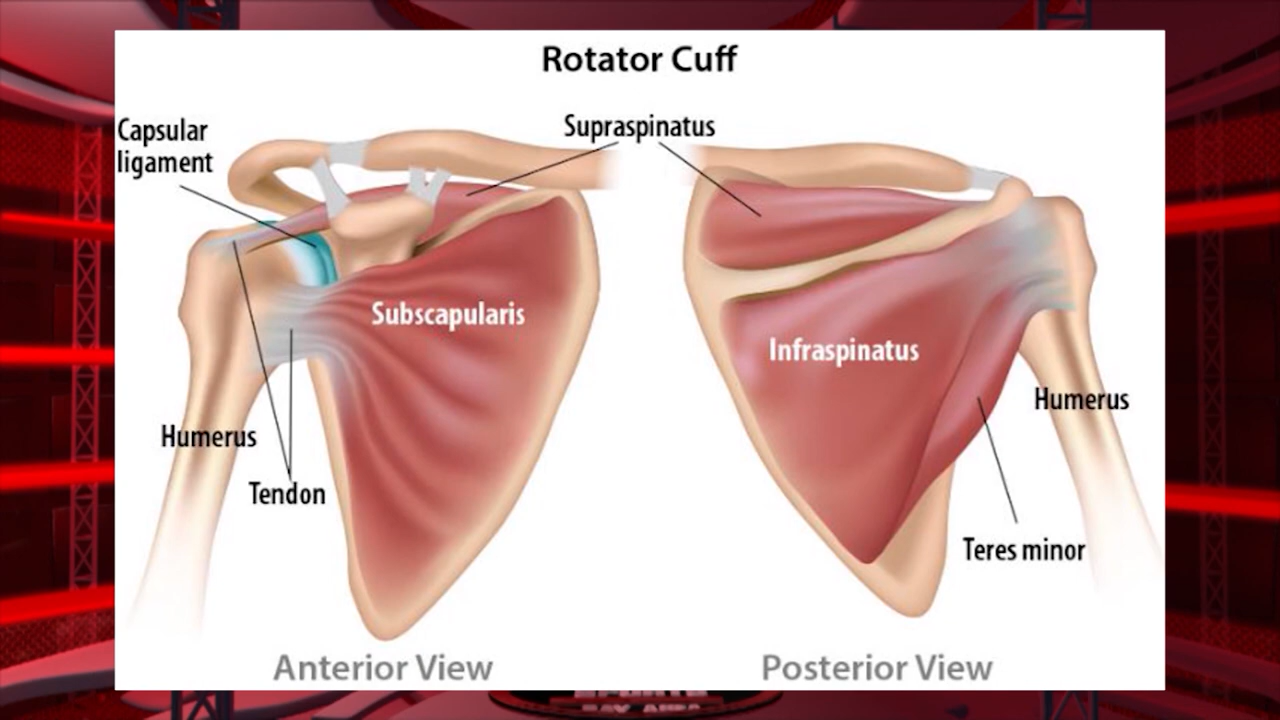 Rotator Cuff
Capsular
ligament
Supraspinatus
Subscapularis
Infraspinatus
Humerus
Humerus
Tendon
Teres minor
Anterior View
Posterior View